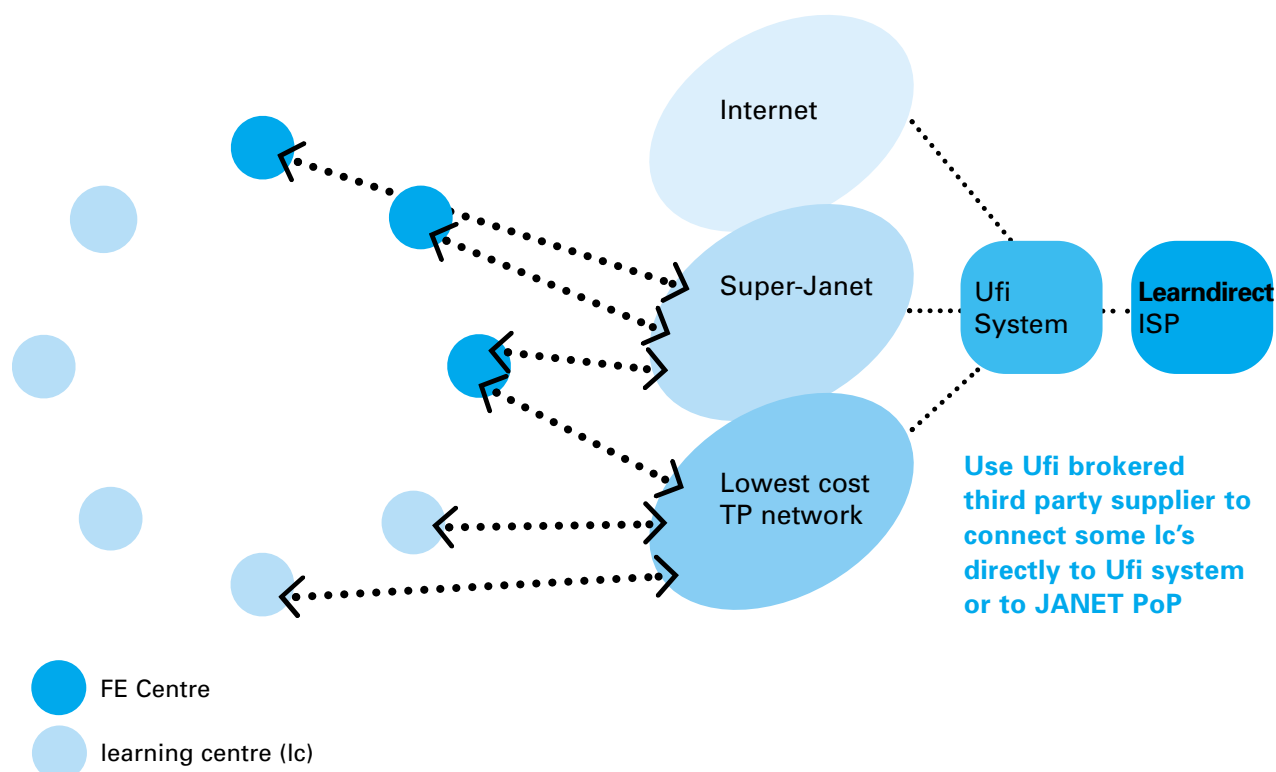 Internet
Super-Janet
Ufi
System
Learndirect
ISP
Lowest cost
TP network
Use Ufi brokered
third party supplier to
connect some lc's
directly to Ufi system
or to JANET PoP
FE Centre
learning centre (lc)